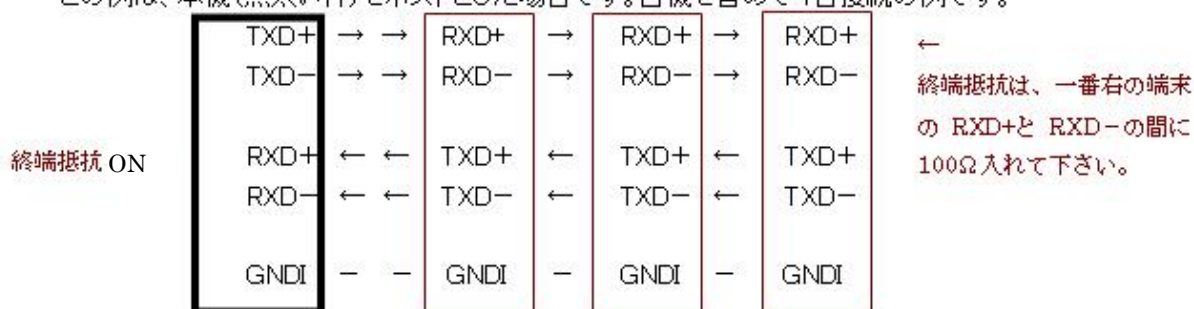 TXD+ → → RXD+ → RXD+ → RXD+ ←
TXD− → → RXD− → RXD− → RXD− 終端抵抗は、一番右の端末
の RXD+と RXD−の間に
終端抵抗 ON RXD+ ← ← TXD+ ← TXD+ ← TXD+ 100Ω入れて下さい。
RXD− ← ← TXD− ← TXD− ← TXD−
GNDI − − GNDI − GNDI − GNDI